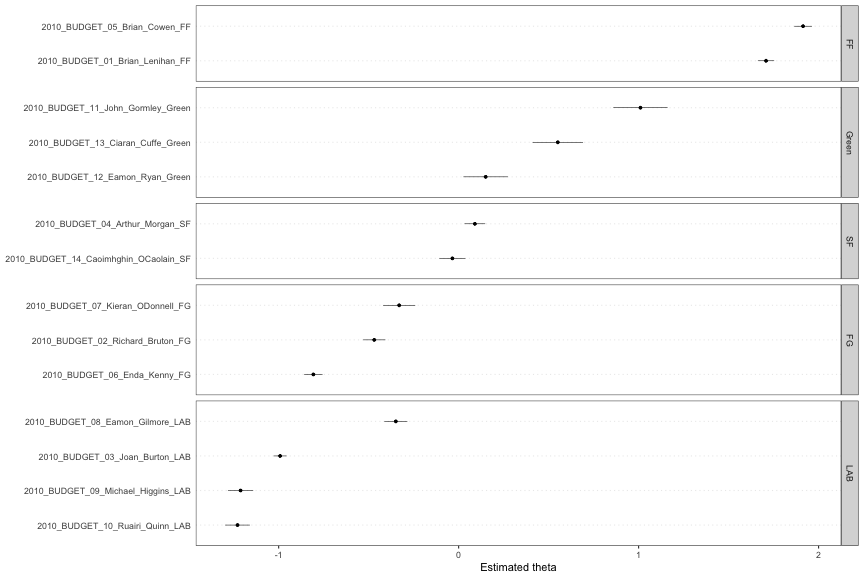 2010_BUDGET_05_Brian_Cowen_FF
2010_BUDGET_01_Brian_Lenihan_FF
FF
2010_BUDGET_11_John_Gormley_Green
2010_BUDGET_13_Ciaran_Cuffe_Green
2010_BUDGET_12_Eamon_Ryan_Green
Green
2010_BUDGET_04_Arthur_Morgan_SF
2010_BUDGET_14_Caoimhghin_OCaolain_SF
SF
2010_BUDGET_07_Kieran_ODonnell_FG
2010_BUDGET_02_Richard_Bruton_FG
2010_BUDGET_06_Enda_Kenny_FG
FG
2010_BUDGET_08_Eamon_Gilmore_LAB
2010_BUDGET_03_Joan_Burton_LAB
2010_BUDGET_09_Michael_Higgins_LAB
2010_BUDGET_10_Ruairi_Quinn_LAB
LAB
-1 0 1 2
Estimated theta